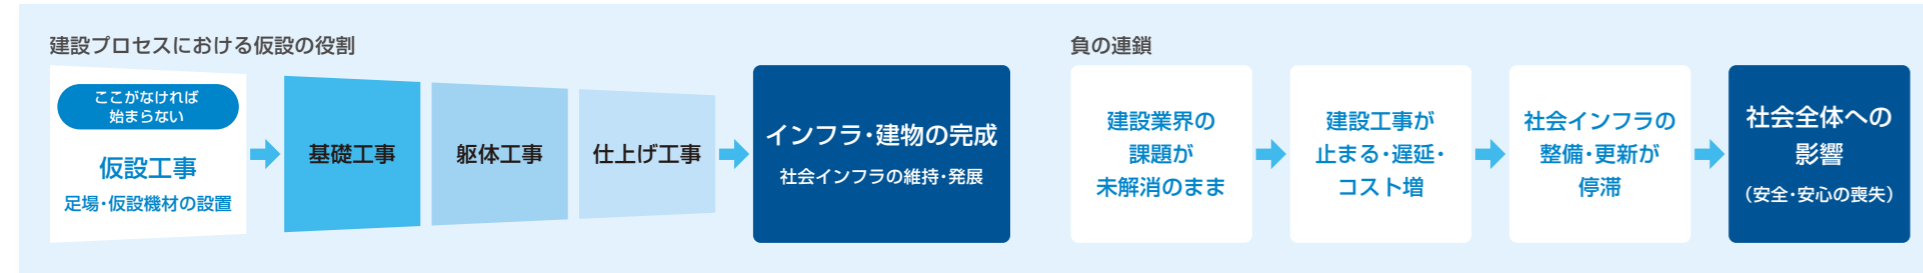 建設プロセスにおける仮設の役割
ここがなければ
始まらない
仮設工事
足場・仮設機材の設置
基礎工事
躯体工事
仕上げ工事
インフラ・建物の完成
社会インフラの維持・発展
負の連鎖
建設業界の
課題が
未解消のまま
建設工事が
止まる・遅延・
コスト増
社会インフラの
整備・更新が
停滞
社会全体への
影響
（安全・安心の喪失）